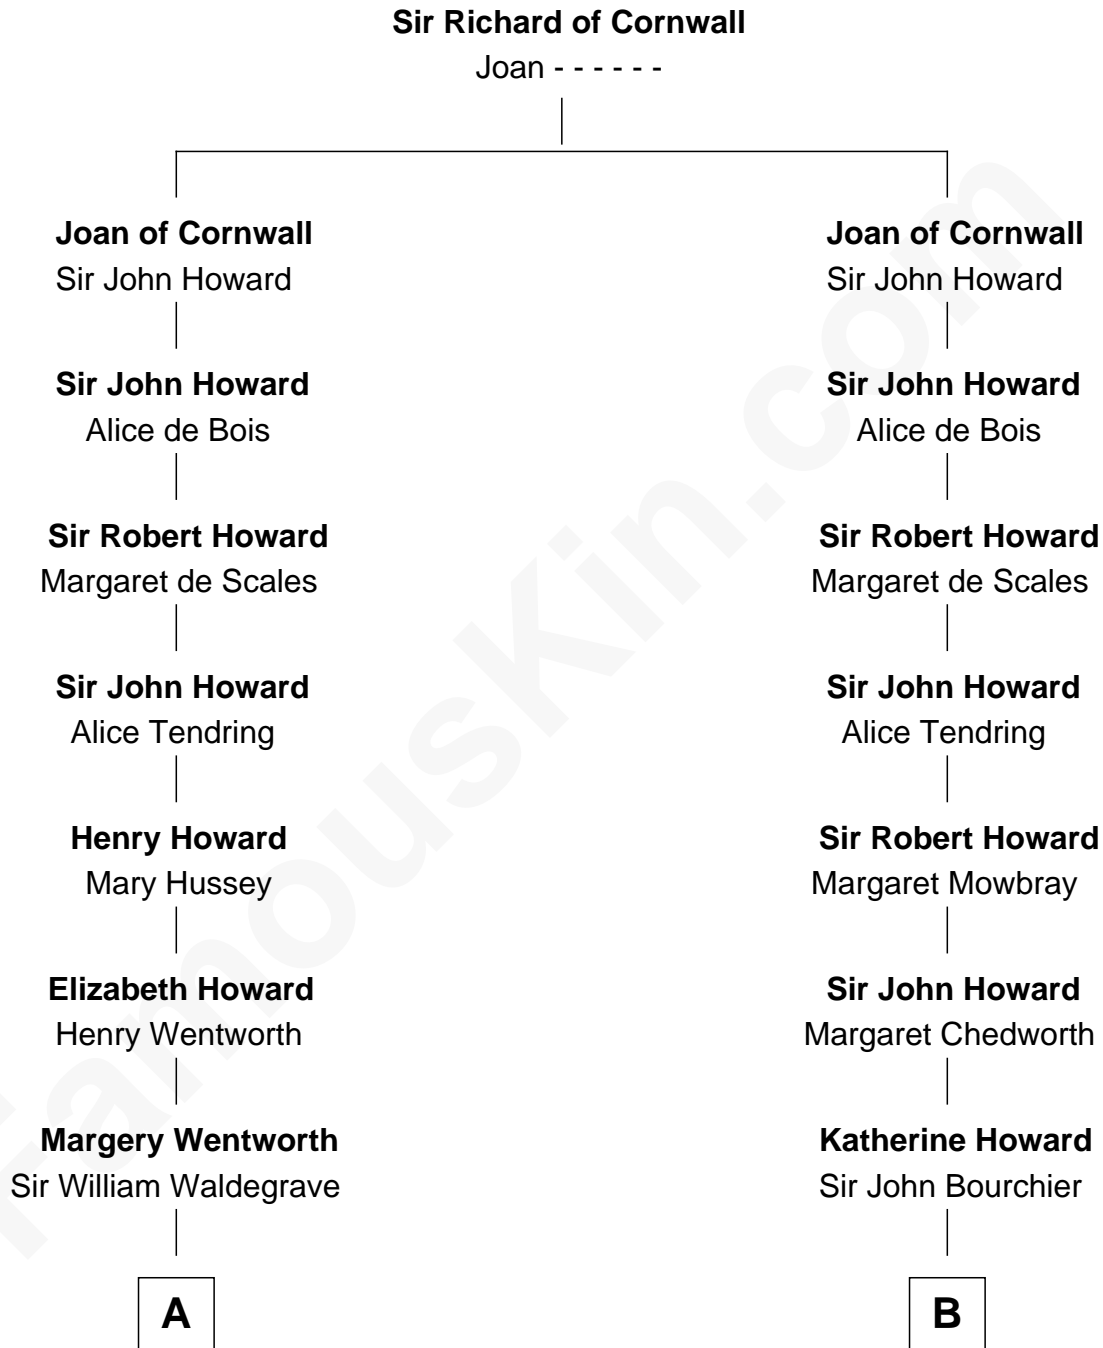 Sir Richard of Cornwall
Joan - - - - - -
Joan of Cornwall
Sir John Howard
Sir John Howard
Alice de Bois
Sir Robert Howard
Margaret de Scales
Sir John Howard
Alice Tendring
Henry Howard
Mary Hussey
Elizabeth Howard
Henry Wentworth
Margery Wentworth
Sir William Waldegrave
A
Joan of Cornwall
Sir John Howard
Sir John Howard
Alice de Bois
Sir Robert Howard
Margaret de Scales
Sir John Howard
Alice Tendring
Sir Robert Howard
Margaret Mowbray
Sir John Howard
Margaret Chedworth
Katherine Howard
Sir John Bourchier
B
FamousKin.com